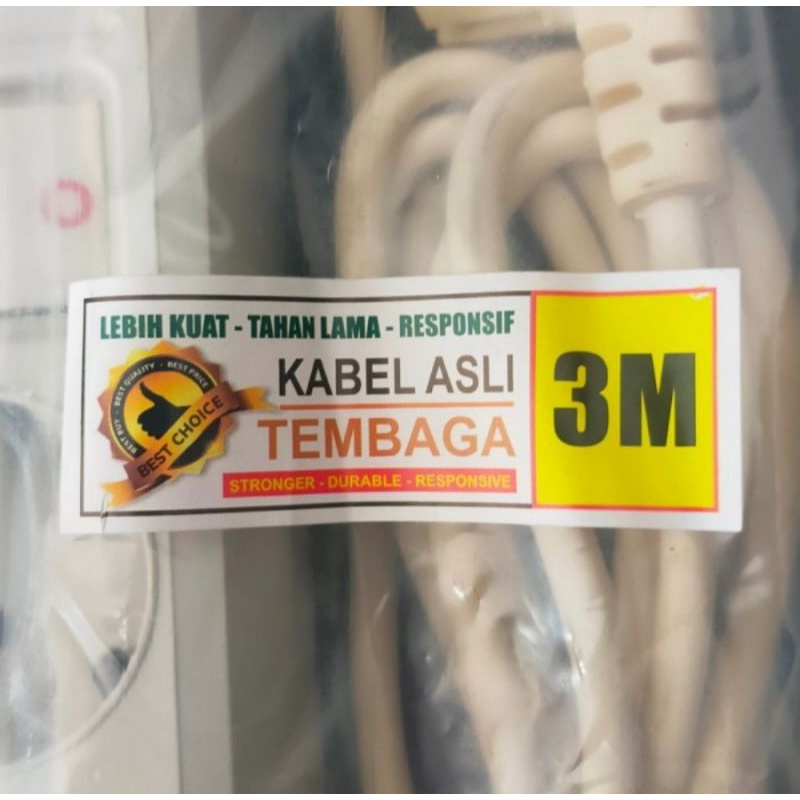 LEBIH KUAT - TAHAN LAMA - RESPONSIF
KABEL ASLI
TEMBAGA
STRONGER - DURABLE - RESPONSIVE
3M
BEST BUY - BEST QUALITY - BEST PRICE
BEST CHOICE